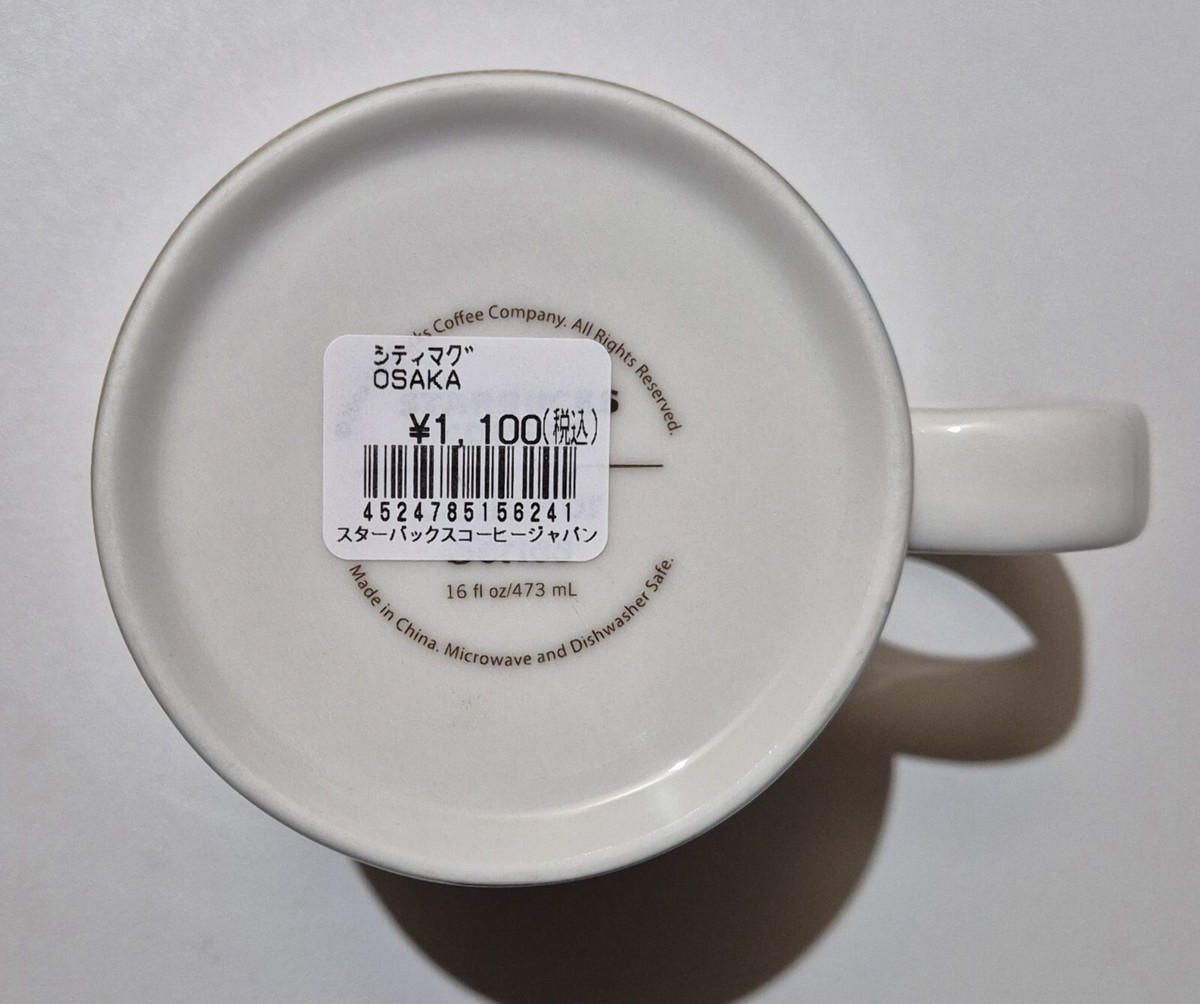 Coffee Company. All Rights Reserved.
シティマグ
OSAKA
¥1,100(税込)
4524785156241
スターバックスコーヒージャパン
16 fl oz/473 mL
Made in China. Microwave and Dishwasher Safe.